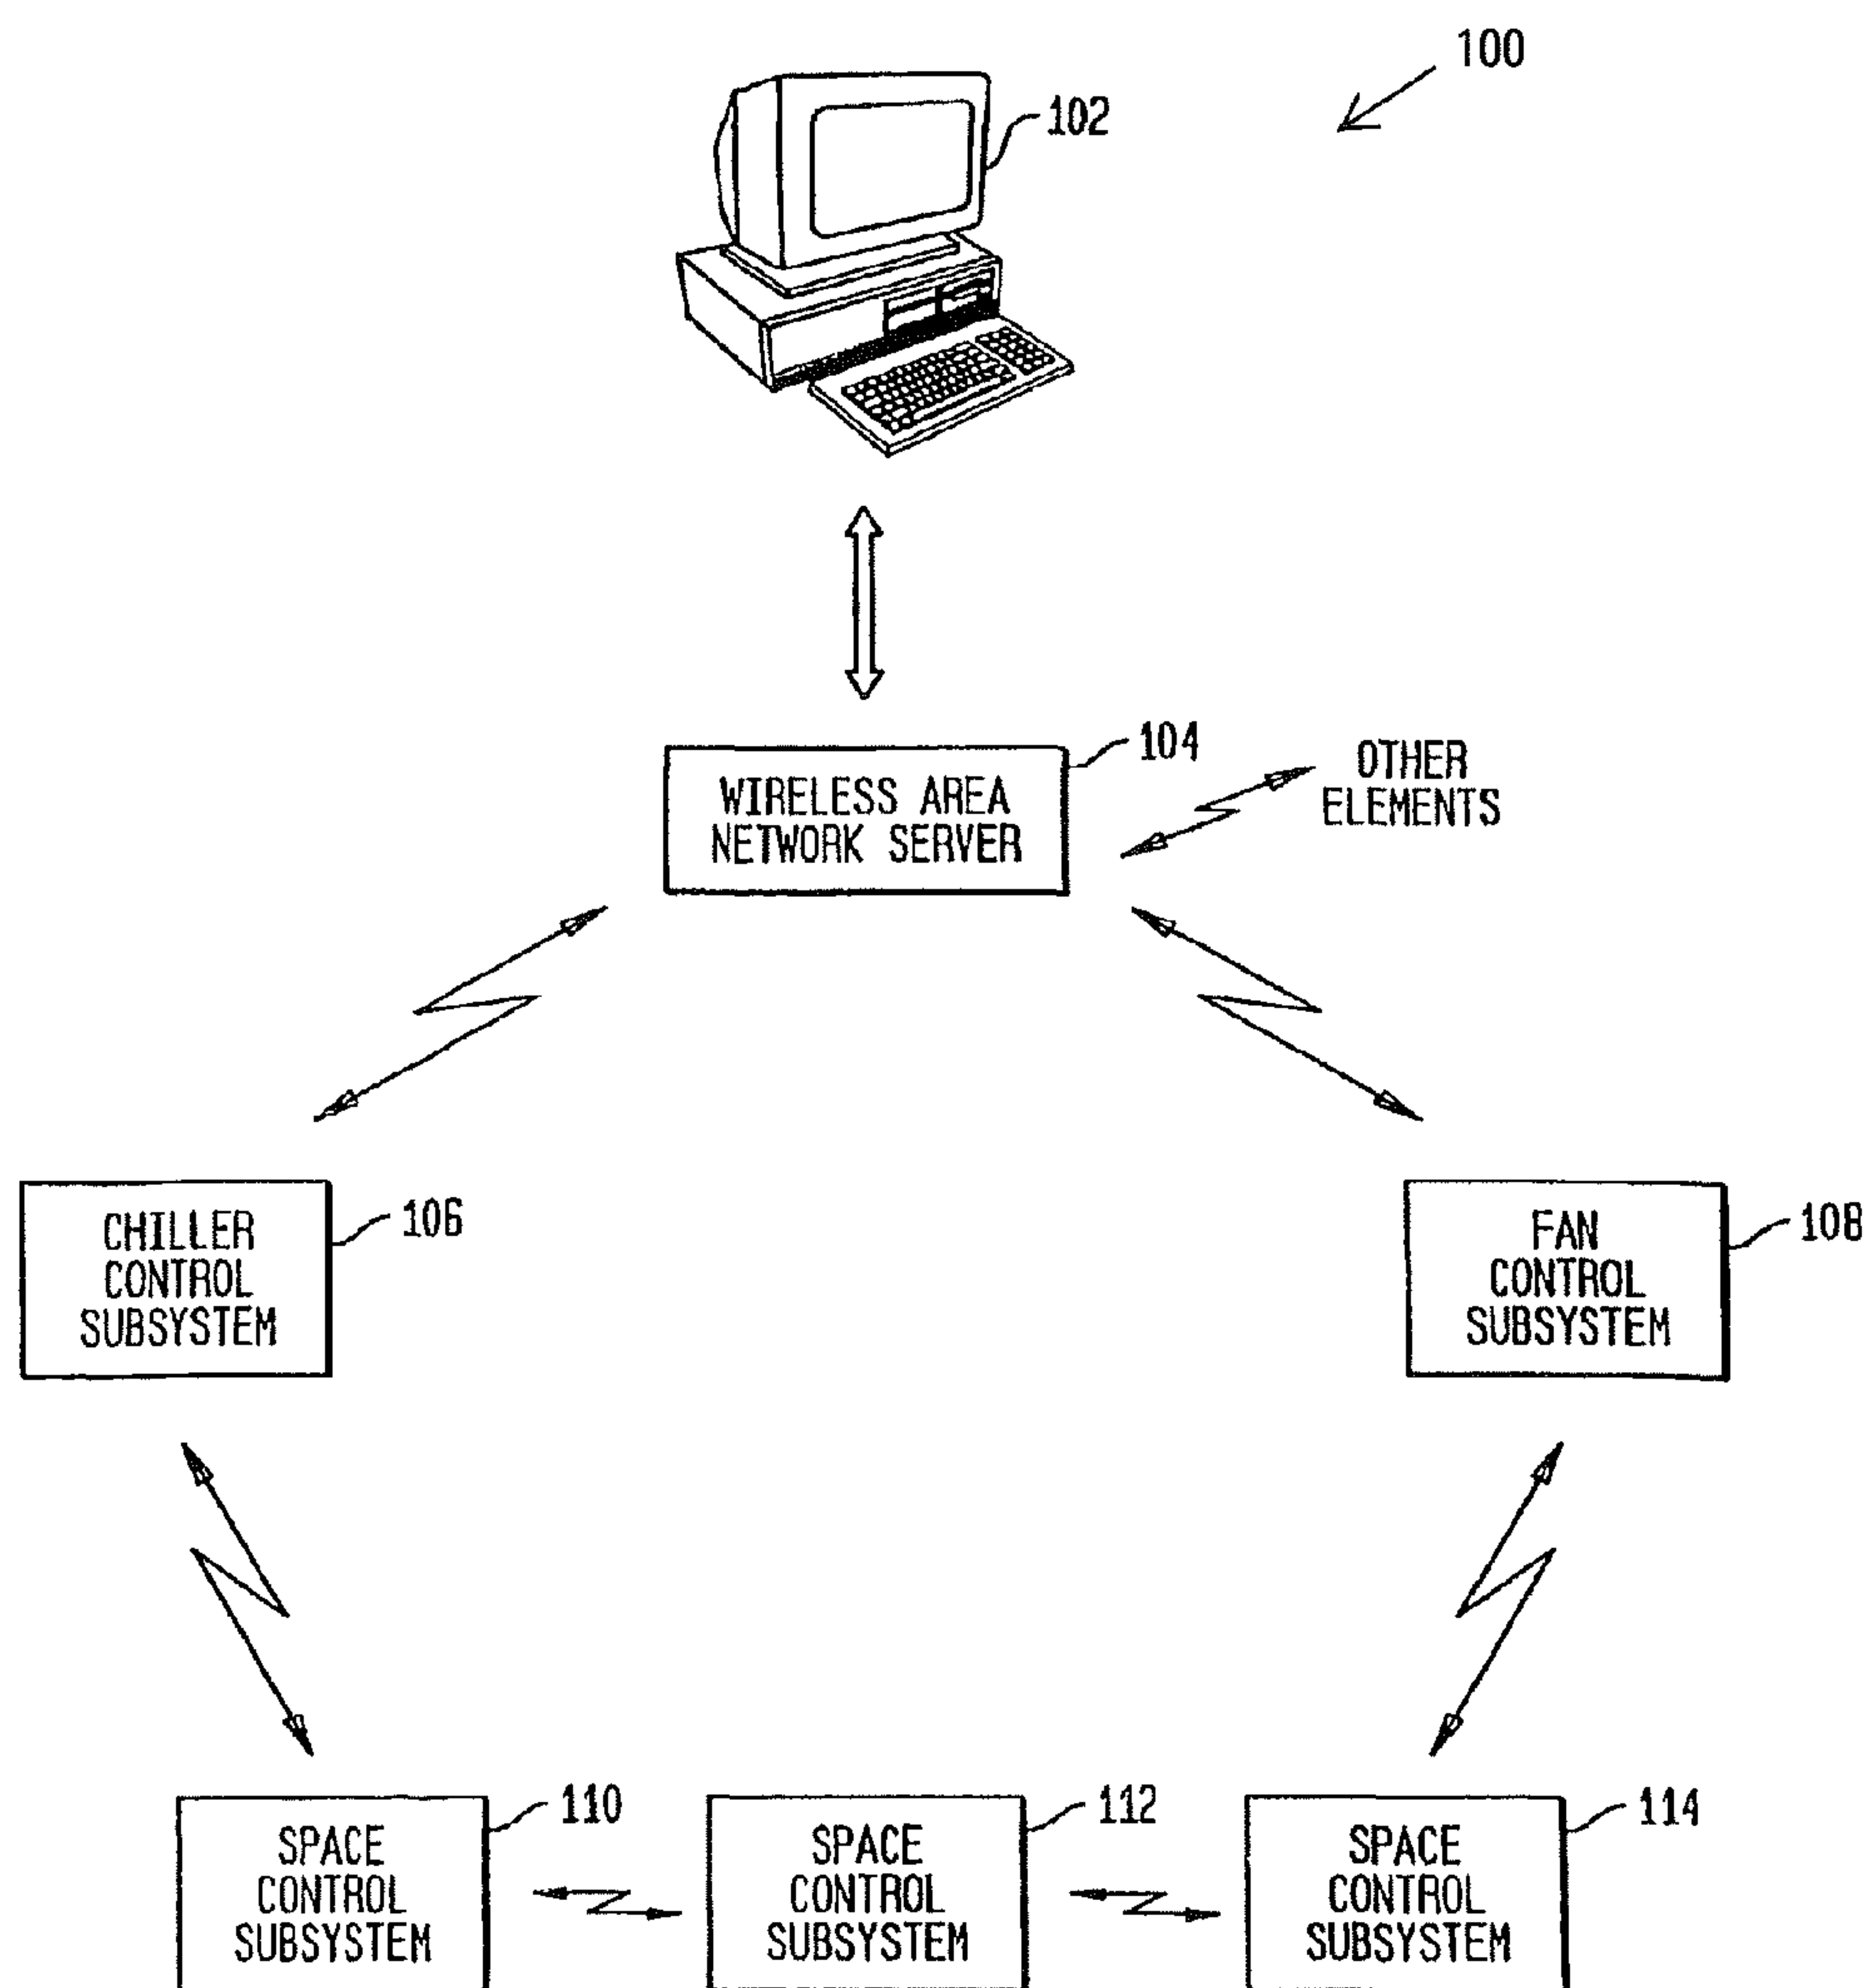 100
102
104
WIRELESS AREA
NETWORK SERVER
OTHER
ELEMENTS
CHILLER
CONTROL
SUBSYSTEM
106
FAN
CONTROL
SUBSYSTEM
108
110
SPACE
CONTROL
SUBSYSTEM
112
SPACE
CONTROL
SUBSYSTEM
114
SPACE
CONTROL
SUBSYSTEM